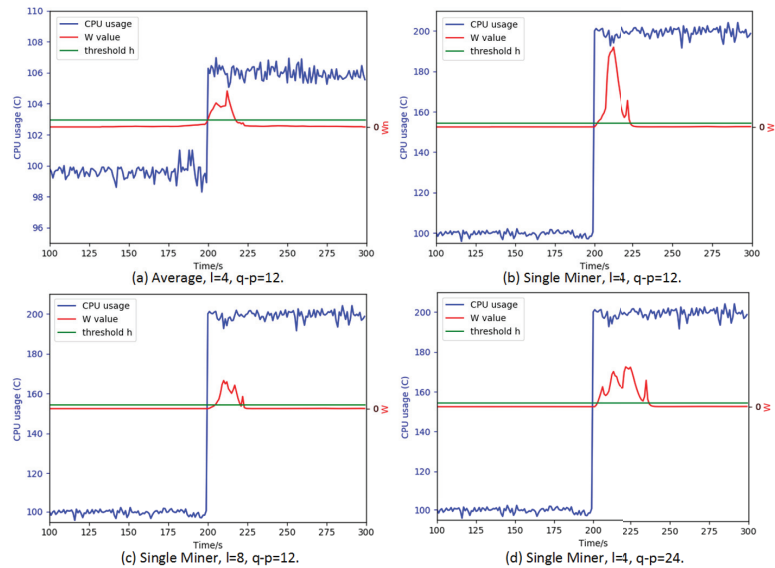 CPU usage
W value
threshold h
CPU usage (C)
110
108
106
104
102
100
98
96
0
Wn
100 125 150 175 200 225 250 275 300
Time/s
(a) Average, l=4, q-p=12.
CPU usage
W value
threshold h
CPU usage (C)
200
180
160
140
120
100
0
W
100 125 150 175 200 225 250 275 300
Time/s
(b) Single Miner, l=4, q-p=12.
CPU usage
W value
threshold h
CPU usage (C)
200
180
160
140
120
100
0
W
100 125 150 175 200 225 250 275 300
Time/s
(c) Single Miner, l=8, q-p=12.
CPU usage
W value
threshold h
CPU usage (C)
200
180
160
140
120
100
0
W
100 125 150 175 200 225 250 275 300
Time/s
(d) Single Miner, l=4, q-p=24.